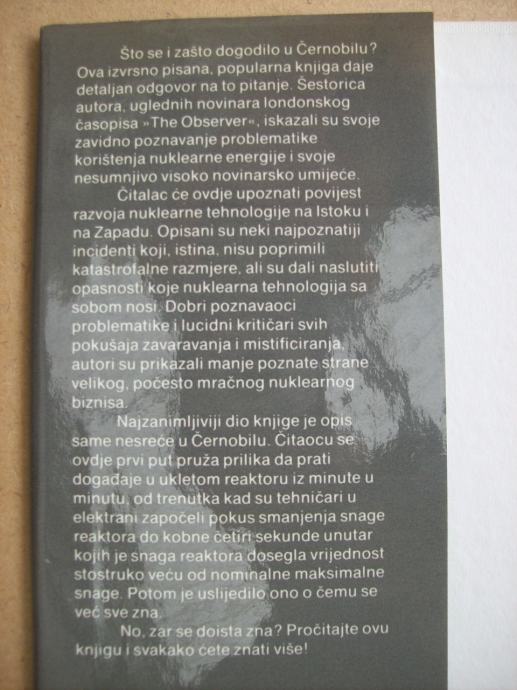 Što se i zašto dogodilo u Černobilu?
Ova izvrsno pisana, popularna knjiga daje
detaljan odgovor na to pitanje. Šestorica
autora, uglednih novinara londonskog
časopisa »The Observer«, iskazali su svoje
zavidno poznavanje problematike
korištenja nuklearne energije i svoje
nesumnjivo visoko novinarsko umijeće.
Čitalac će ovdje upoznati povijest
razvoja nuklearne tehnologije na Istoku i
na Zapadu. Opisani su neki najpoznatiji
incidenti koji, istina, nisu poprimili
katastrofalne razmjere, ali su dali naslutiti
opasnosti koje nuklearna tehnologija sa
sobom nosi. Dobri poznavaoci
problematike i lucidni kritičari svih
pokušaja zavaravanja i mistificiranja,
autori su prikazali manje poznate strane
velikog, počesto mračnog nuklearnog
biznisa.
Najzanimljiviji dio knjige je opis
same nesreće u Černobilu. Čitaocu se
ovdje prvi put pruža prilika da prati
događaje u ukletom reaktoru iz minute u
minutu, od trenutka kad su tehničari u
elektrani započeli pokus smanjenja snage
reaktora do kobne četiri sekunde unutar
kojih je snaga reaktora dosegla vrijednost
stostruko veću od nominalne maksimalne
snage. Potom je uslijedilo ono o čemu se
već sve zna.
No, zar se doista zna? Pročitajte ovu
knjigu i svakako ćete znati više!